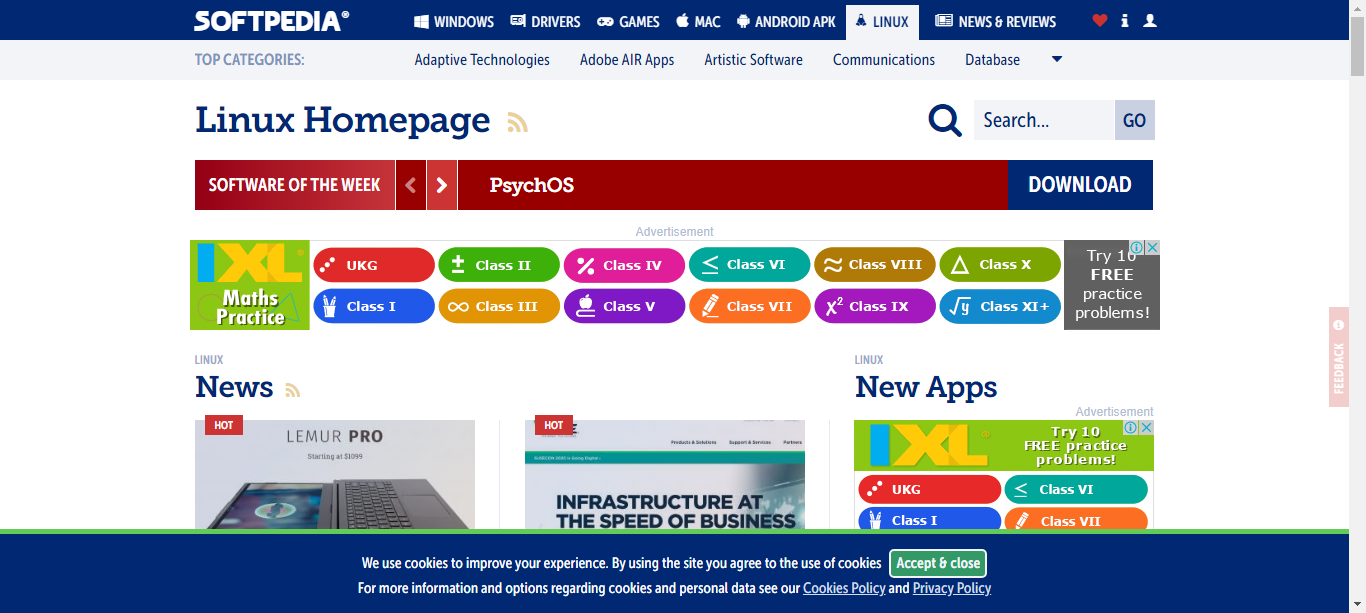 SOFTPEDIA®
WINDOWS DRIVERS GAMES MAC ANDROID APK LINUX NEWS & REVIEWS
TOP CATEGORIES: Adaptive Technologies Adobe AIR Apps Artistic Software Communications Database
Linux Homepage
Search... GO
SOFTWARE OF THE WEEK PsychOS DOWNLOAD
Advertisement
IXL
Maths
Practice
UKG Class II Class IV Class VI Class VIII Class X
Class I Class III Class V Class VII Class IX Class XI+
Try 10
FREE
practice
problems!
FEEDBACK
LINUX
News
HOT
LEMUR PRO
Starting at $1099
HOT
Products & Solutions Support & Services Partners
INFRASTRUCTURE AT
THE SPEED OF BUSINESS
LINUX
New Apps
Advertisement
IXL
Try 10
FREE practice
problems!
UKG Class VI
Class I Class VII
We use cookies to improve your experience. By using the site you agree to the use of cookies Accept & close
For more information and options regarding cookies and personal data see our Cookies Policy and Privacy Policy